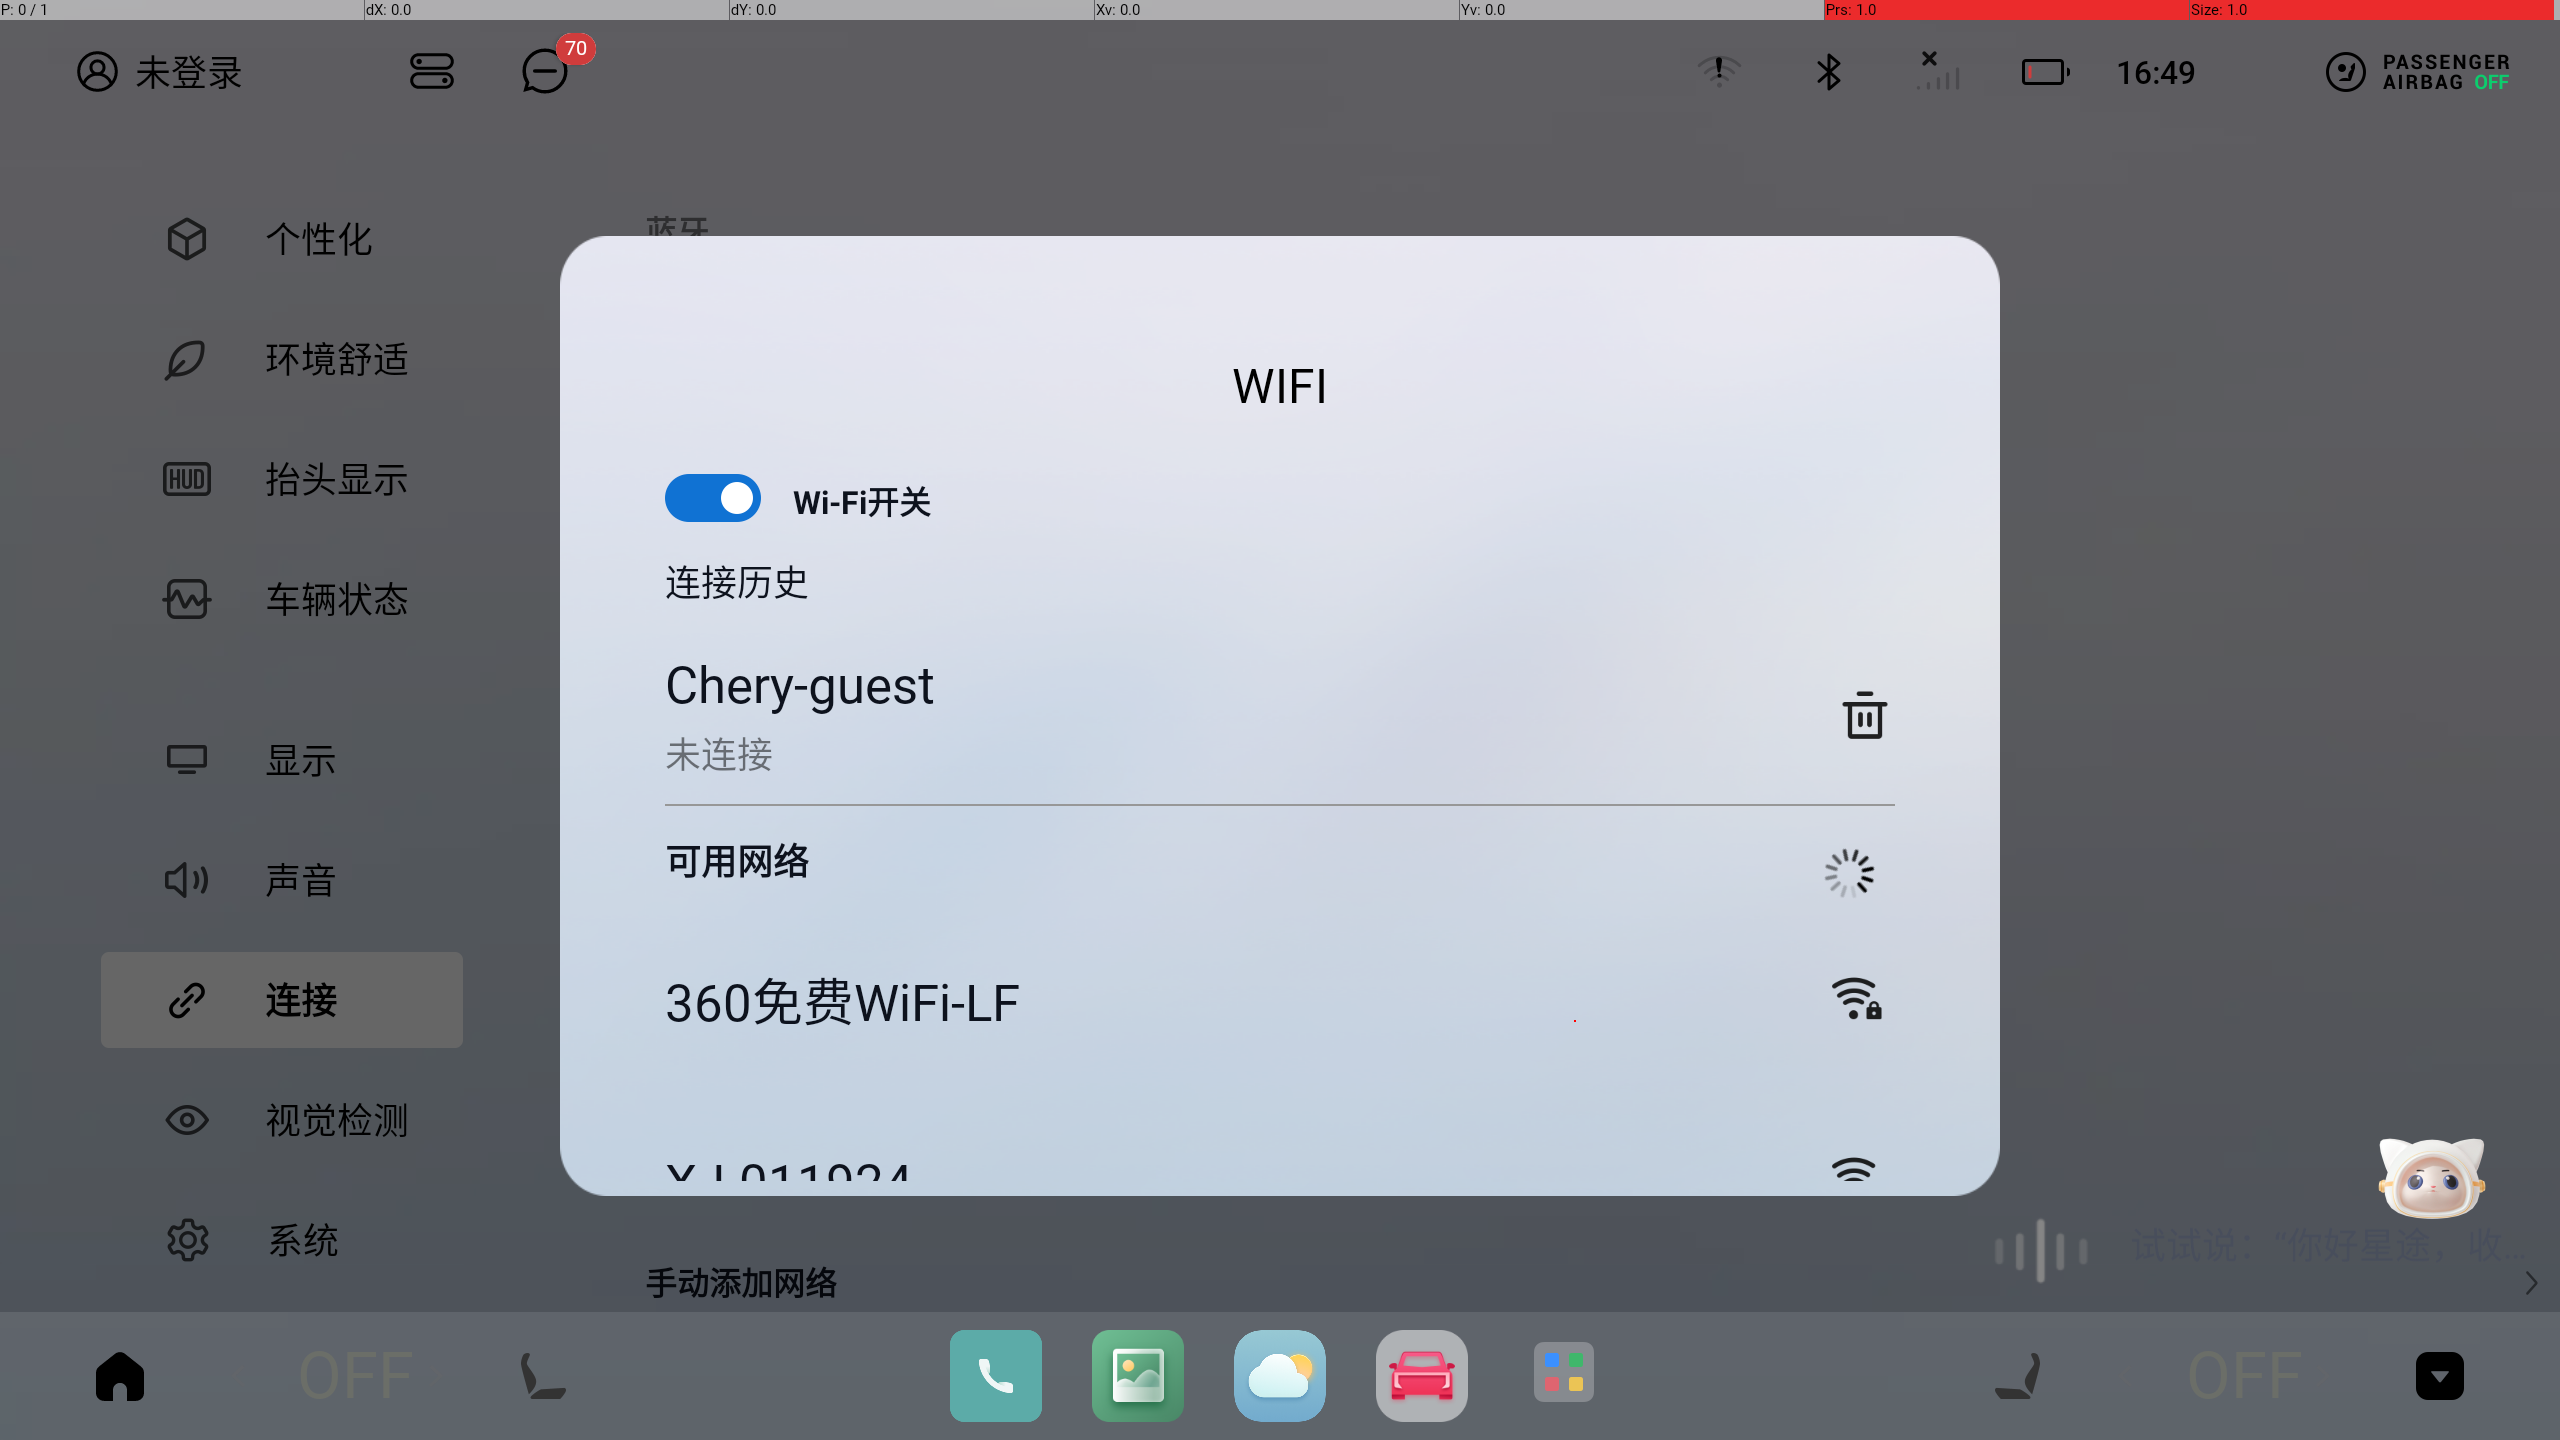 P: 0 / 1
dX: 0.0
dY: 0.0
Xv: 0.0
Yv: 0.0
Prs: 1.0
Size: 1.0
未登录
70
16:49
PASSENGER
AIRBAG OFF
个性化
环境舒适
抬头显示
HUD
车辆状态
显示
声音
连接
视觉检测
系统
蓝牙
WIFI
Wi-Fi开关
连接历史
Chery-guest
未连接
可用网络
360免费WiFi-LF
手动添加网络
试试说：“你好星途，收...
OFF
OFF